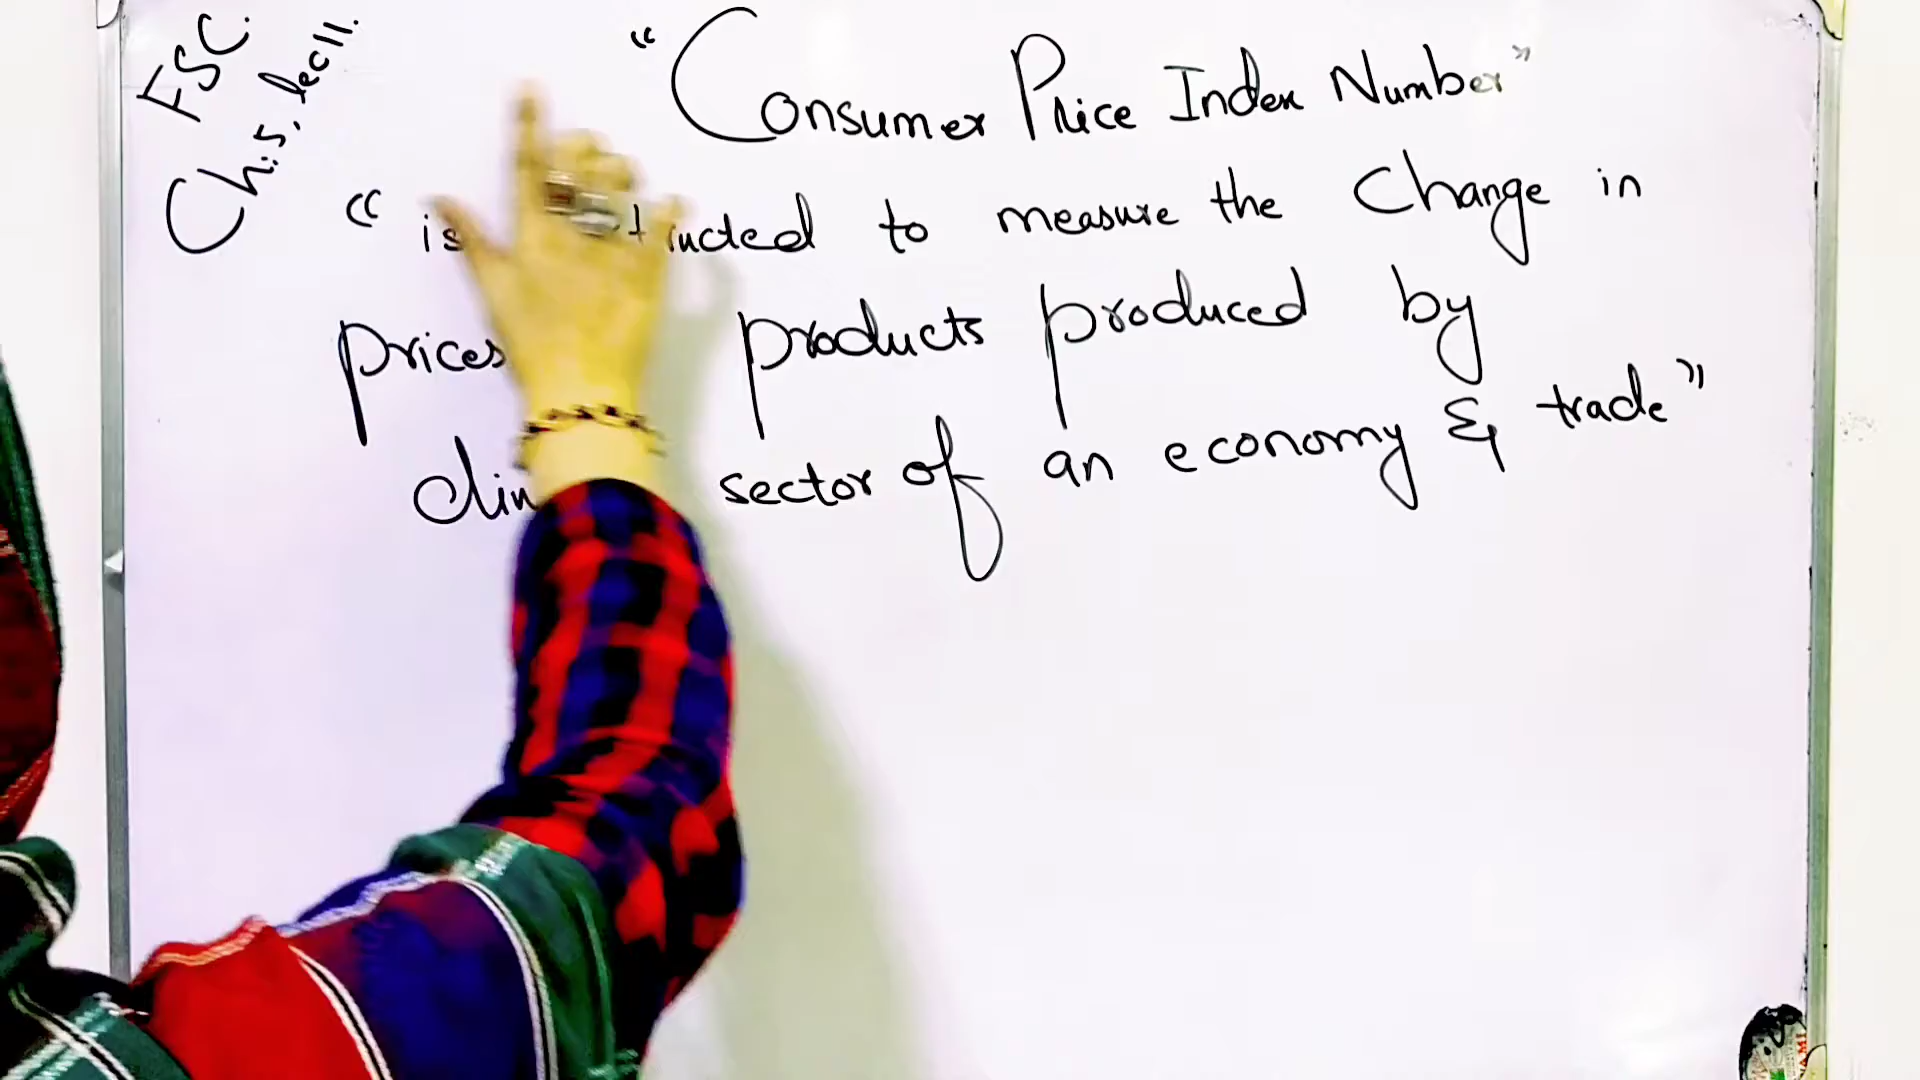 FSC.
Ch:5, lec11.
"Consumer Price Index Number"
" is to measure the Change in
prices products produced by
sector of an economy & trade"